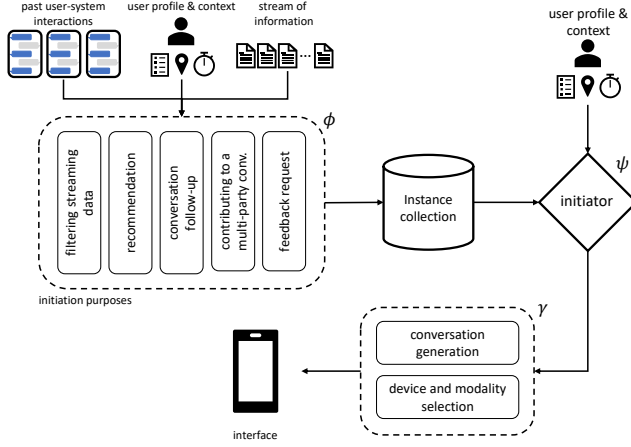 past user-system
interactions
user profile & context
stream of
information
user profile &
context
ϕ
filtering streaming
data
recommendation
conversation
follow-up
contributing to a
multi-party conv.
feedback request
initiation purposes
Instance
collection
ψ
initiator
γ
conversation
generation
device and modality
selection
interface